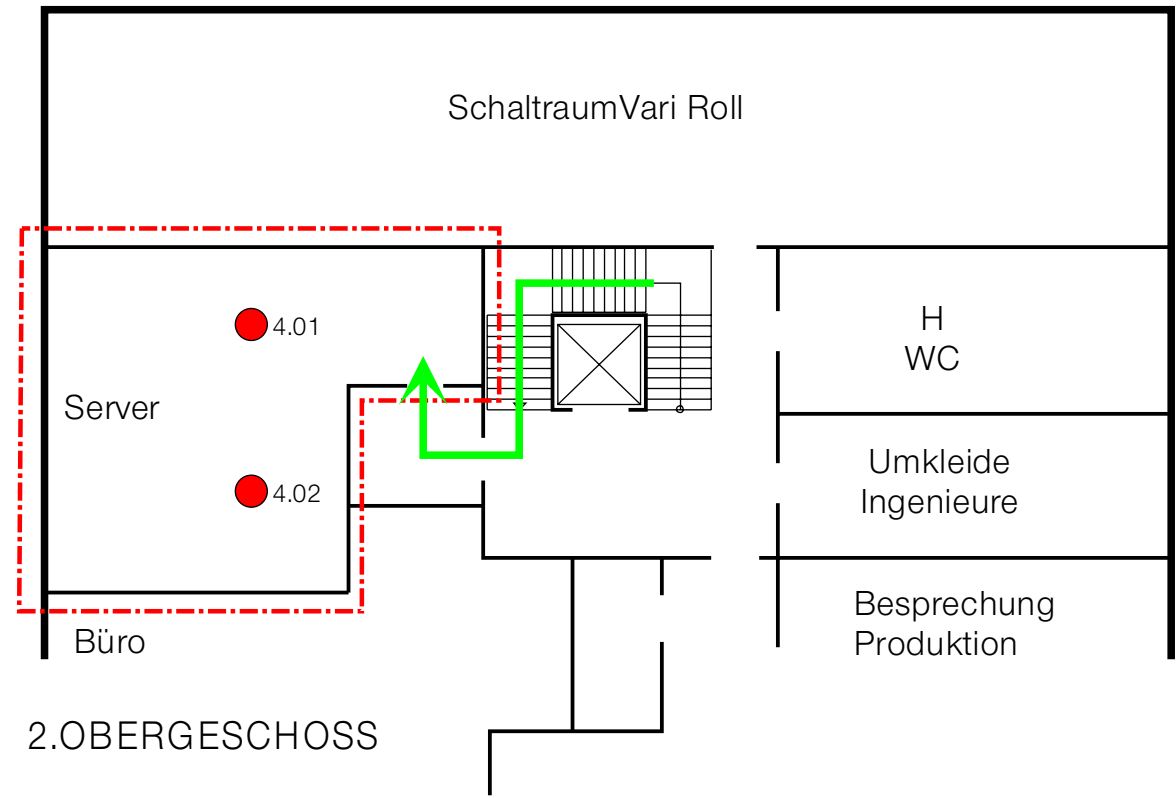 SchaltraumVari Roll
4.01
Server
4.02
H
WC
Umkleide
Ingenieure
Büro
Besprechung
Produktion
2.OBERGESCHOSS